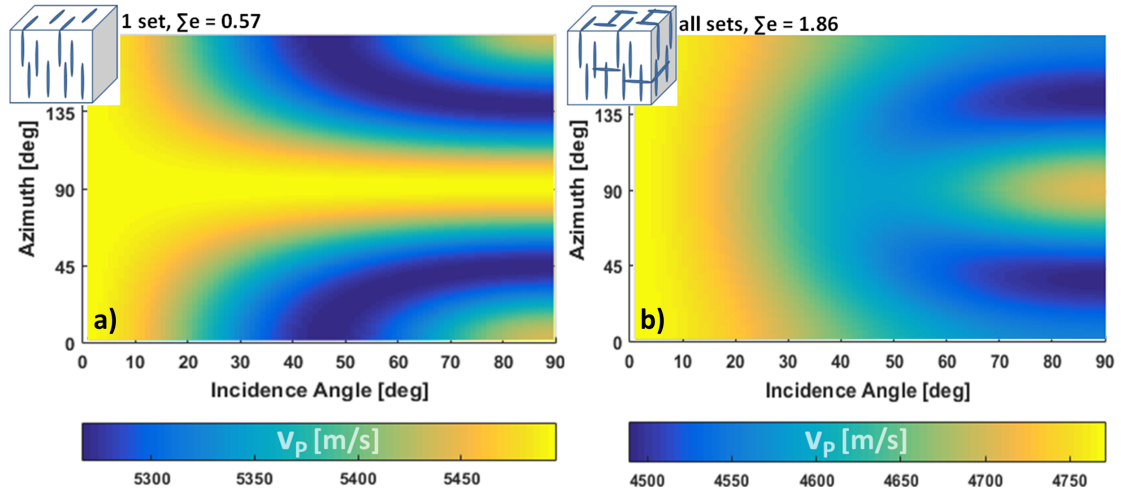 1 set, ∑e = 0.57
135
90
45
0
Azimuth [deg]
a)
0 10 20 30 40 50 60 70 80 90
Incidence Angle [deg]
vP [m/s]
5300 5350 5400 5450
all sets, ∑e = 1.86
135
90
45
0
Azimuth [deg]
b)
0 10 20 30 40 50 60 70 80 90
Incidence Angle [deg]
vP [m/s]
4500 4550 4600 4650 4700 4750